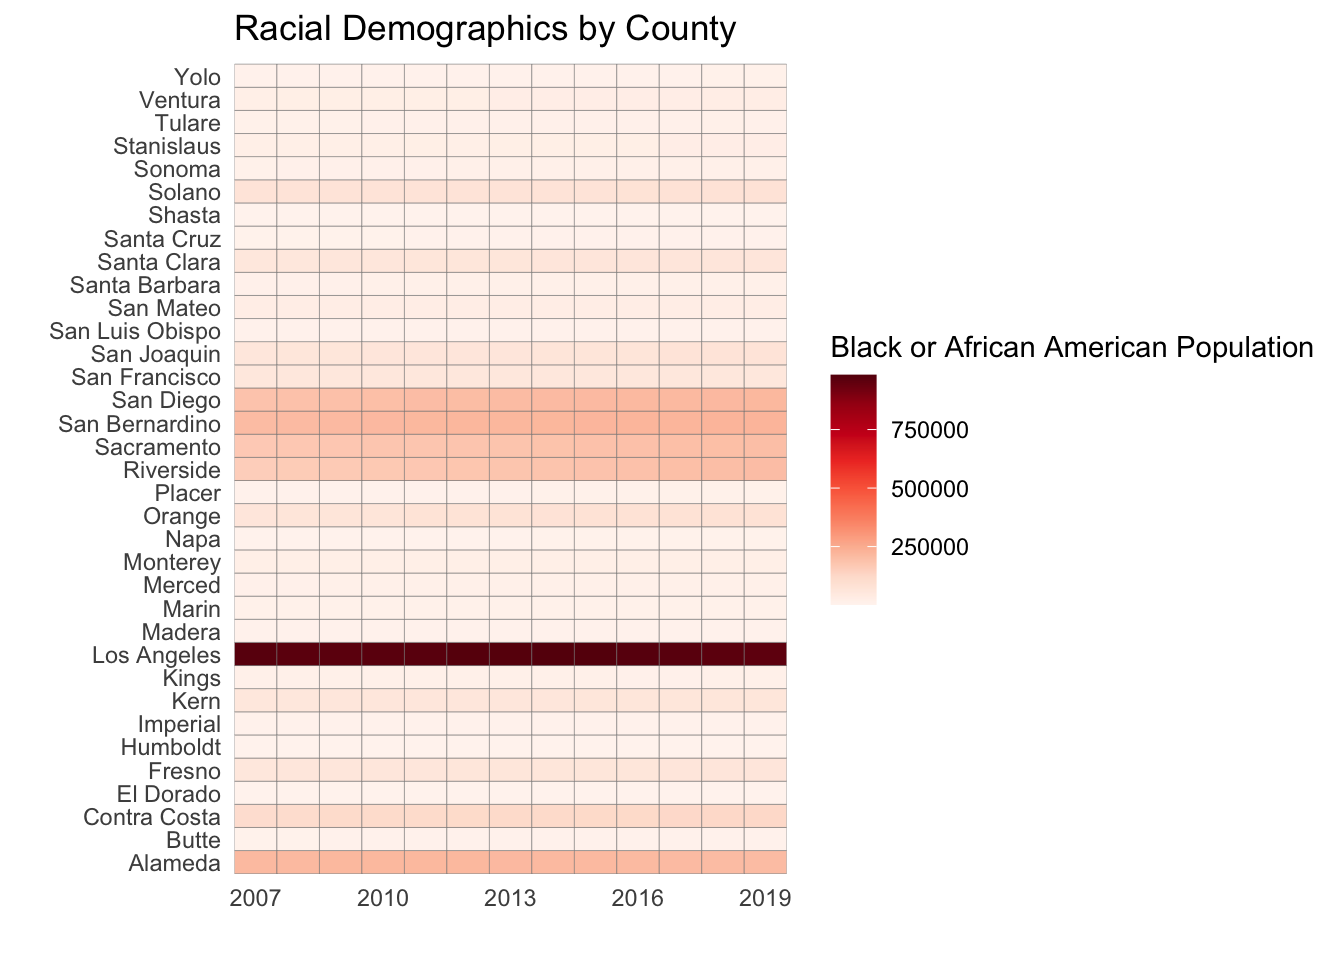 Racial Demographics by County
Yolo
Ventura
Tulare
Stanislaus
Sonoma
Solano
Shasta
Santa Cruz
Santa Clara
Santa Barbara
San Mateo
San Luis Obispo
San Joaquin
San Francisco
San Diego
San Bernardino
Sacramento
Riverside
Placer
Orange
Napa
Monterey
Merced
Marin
Madera
Los Angeles
Kings
Kern
Imperial
Humboldt
Fresno
El Dorado
Contra Costa
Butte
Alameda
2007 2010 2013 2016 2019
Black or African American Population
750000
500000
250000